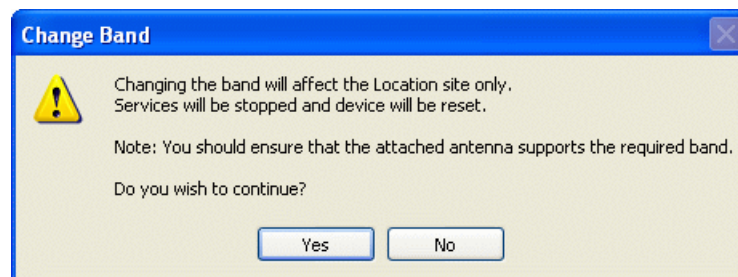 Change Band
Changing the band will affect the Location site only.
Services will be stopped and device will be reset.
Note: You should ensure that the attached antenna supports the required band.
Do you wish to continue?
Yes
No